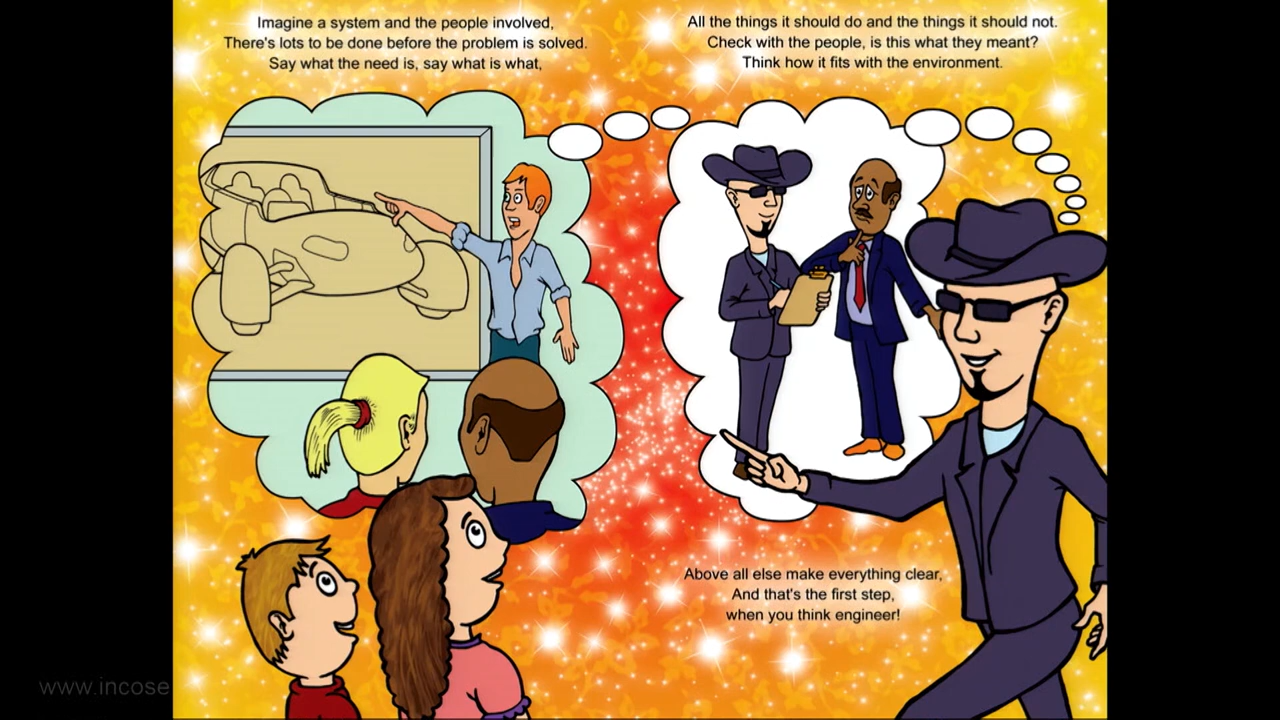 Imagine a system and the people involved,
There's lots to be done before the problem is solved.
Say what the need is, say what is what,
All the things it should do and the things it should not.
Check with the people, is this what they meant?
Think how it fits with the environment.
Above all else make everything clear,
And that's the first step,
when you think engineer!
www.incose